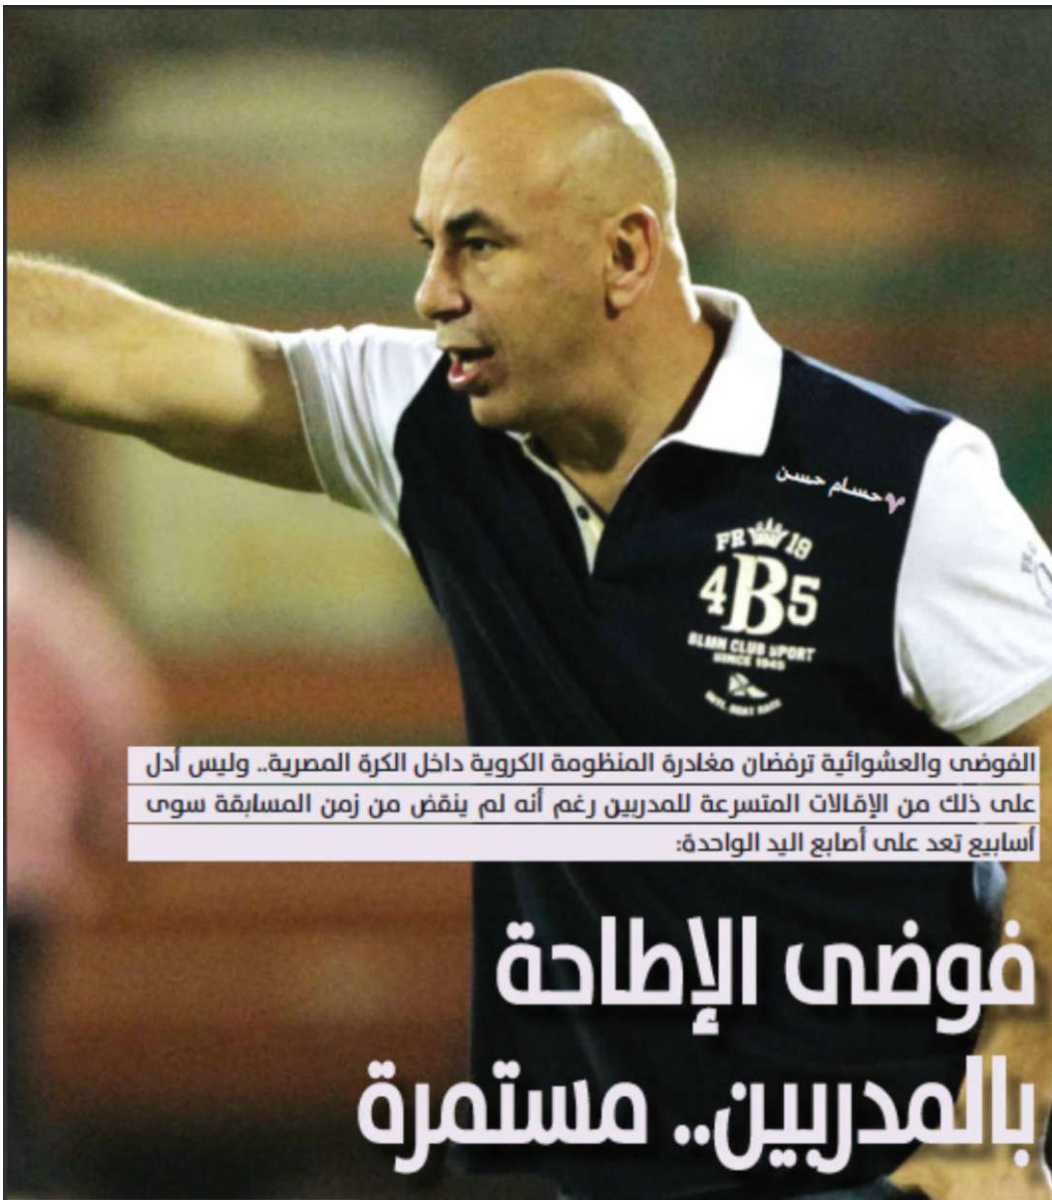 حسام حسن
FR 18
4B5
CLUB SPORT
SINCE 1945
الفوضى والعشوائية ترفضان مغادرة المنظومة الكروية داخل الكرة المصرية.. وليس أدل
على ذلك من الإقالات المتسرعة للمدربين رغم أنه لم ينقض من زمن المسابقة سوى
أسابيع تعد على أصابع اليد الواحدة:
فوضى الإطاحة
بالمدربين.. مستمرة